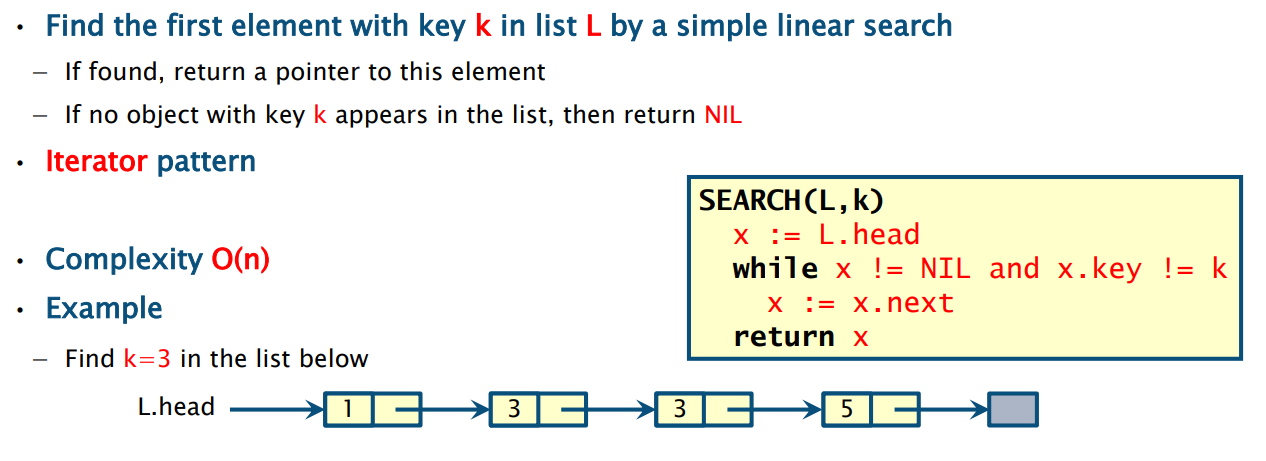 • Find the first element with key k in list L by a simple linear search
– If found, return a pointer to this element
– If no object with key k appears in the list, then return NIL
• Iterator pattern
SEARCH(L,k)
x := L.head
while x != NIL and x.key != k
x := x.next
return x
• Complexity O(n)
• Example
– Find k=3 in the list below
L.head 1 3 3 5